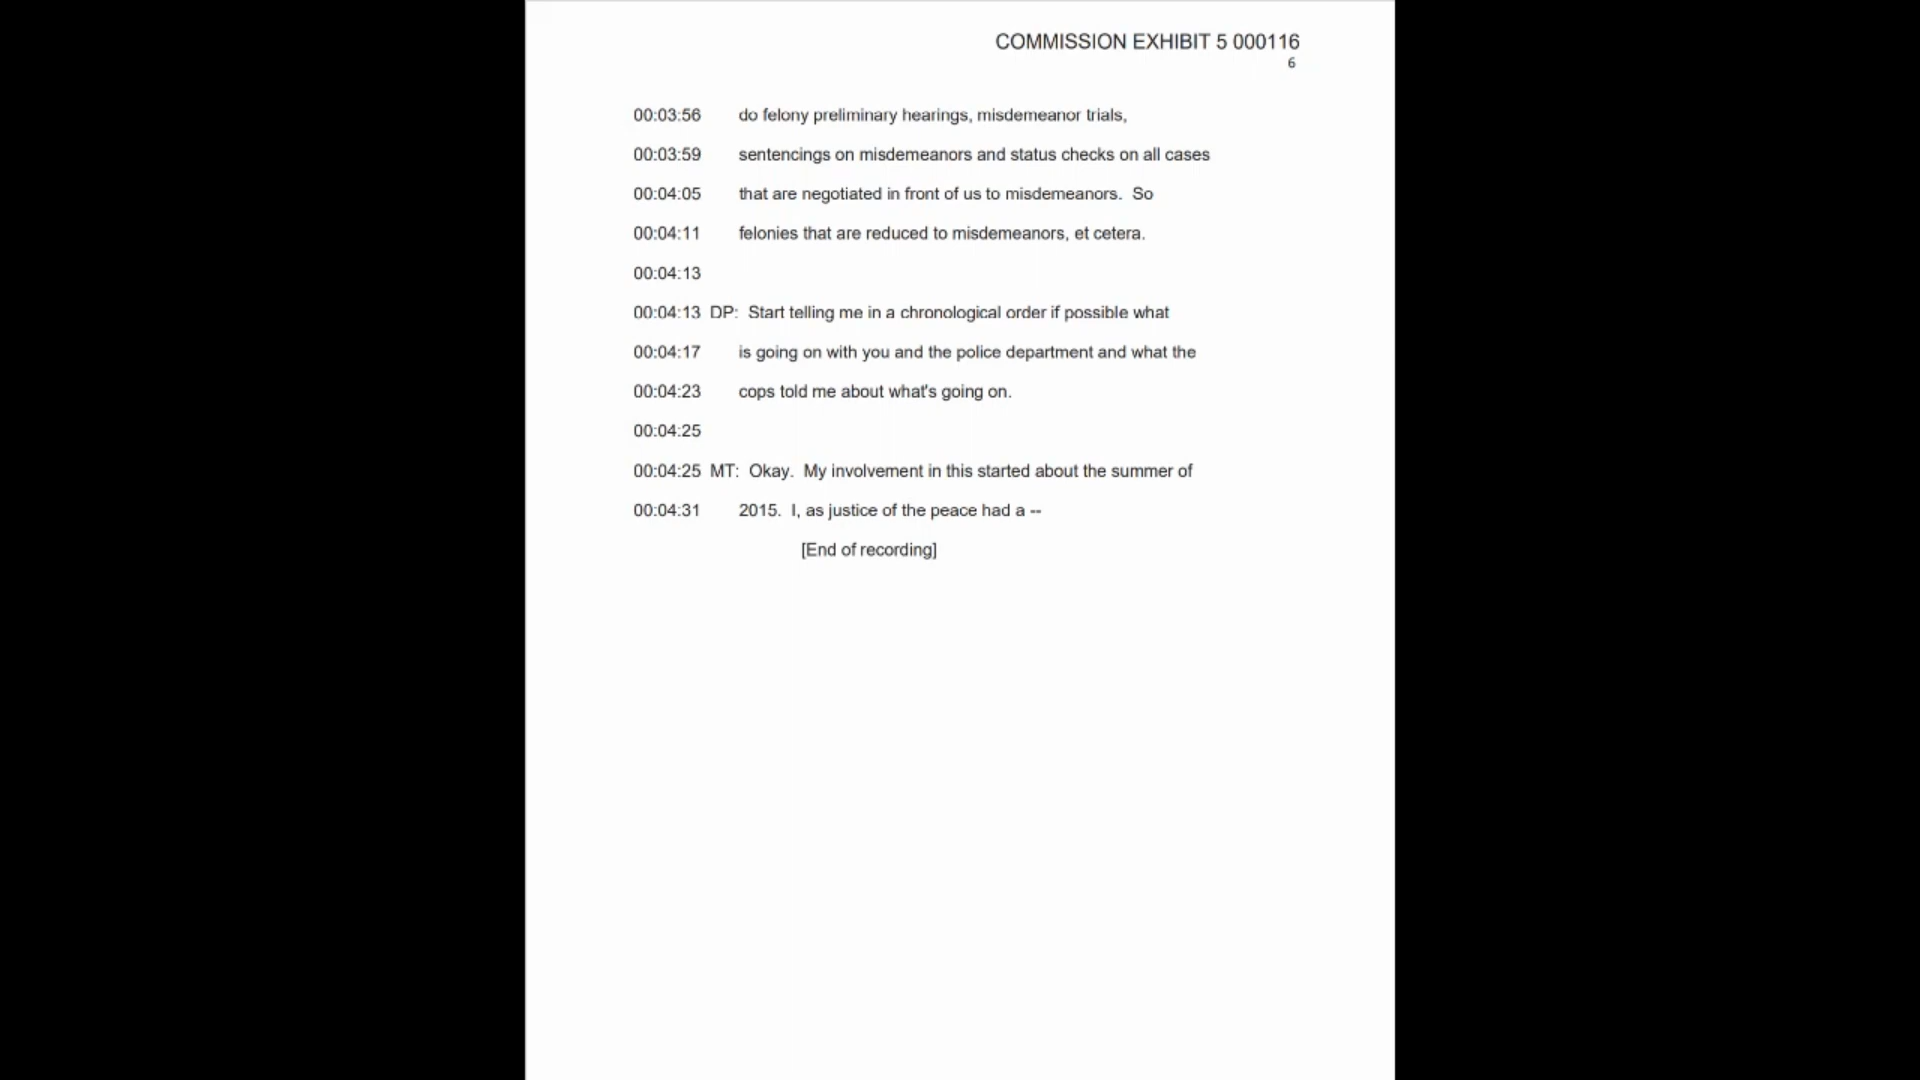 COMMISSION EXHIBIT 5 000116
6
00:03:56 do felony preliminary hearings, misdemeanor trials,
00:03:59 sentencings on misdemeanors and status checks on all cases
00:04:05 that are negotiated in front of us to misdemeanors.  So
00:04:11 felonies that are reduced to misdemeanors, et cetera.
00:04:13
00:04:13 DP:  Start telling me in a chronological order if possible what
00:04:17 is going on with you and the police department and what the
00:04:23 cops told me about what's going on.
00:04:25
00:04:25 MT:  Okay.  My involvement in this started about the summer of
00:04:31 2015.  I, as justice of the peace had a --
[End of recording]